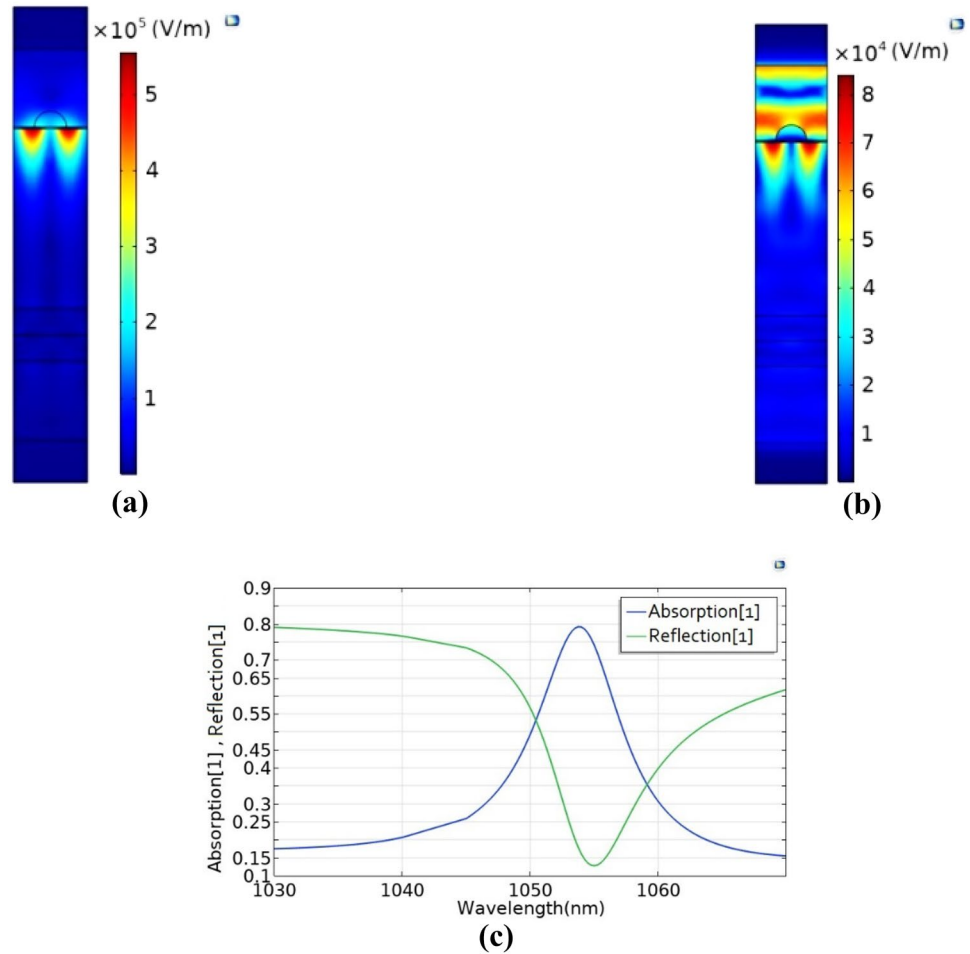 ×10⁵ (V/m)
5
4
3
2
1
(a)
×10⁴ (V/m)
8
7
6
5
4
3
2
1
(b)
0.9
0.8
0.7
0.65
0.55
0.45
0.4
0.3
0.25
0.15
0.1
Absorption[1] , Reflection[1]
Absorption[1]
Reflection[1]
1030 1040 1050 1060
Wavelength(nm)
(c)